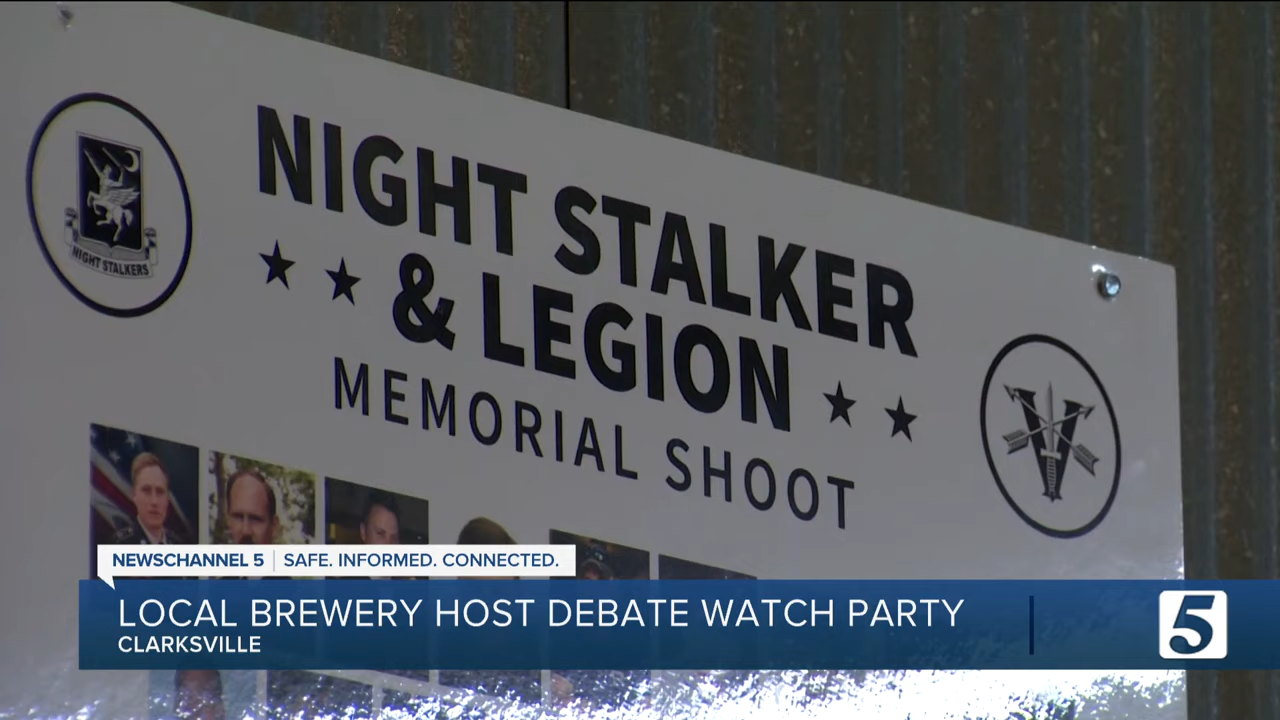 NIGHT STALKER
& LEGION
MEMORIAL SHOOT
NIGHT STALKERS
V
NEWSCHANNEL 5 | SAFE. INFORMED. CONNECTED.
LOCAL BREWERY HOST DEBATE WATCH PARTY
CLARKSVILLE
5